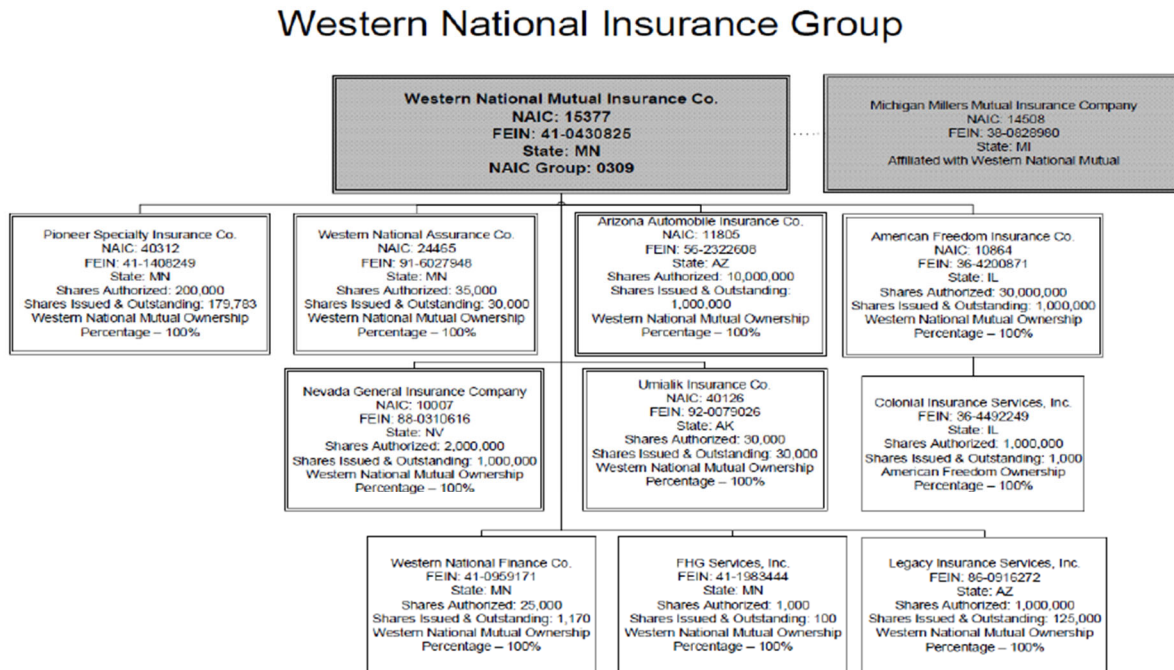 Western National Insurance Group
Western National Mutual Insurance Co.
NAIC: 15377
FEIN: 41-0430825
State: MN
NAIC Group: 0309
Michigan Millers Mutual Insurance Company
NAIC: 14508
FEIN: 38-0828980
State: MI
Affiliated with Western National Mutual
Pioneer Specialty Insurance Co.
NAIC: 40312
FEIN: 41-1408249
State: MN
Shares Authorized: 200,000
Shares Issued & Outstanding: 179,783
Western National Mutual Ownership
Percentage – 100%
Western National Assurance Co.
NAIC: 24465
FEIN: 91-6027948
State: MN
Shares Authorized: 35,000
Shares Issued & Outstanding: 30,000
Western National Mutual Ownership
Percentage – 100%
Arizona Automobile Insurance Co.
NAIC: 11805
FEIN: 56-2322608
State: AZ
Shares Authorized: 10,000,000
Shares Issued & Outstanding:
1,000,000
Western National Mutual Ownership
Percentage – 100%
American Freedom Insurance Co.
NAIC: 10864
FEIN: 36-4200871
State: IL
Shares Authorized: 30,000,000
Shares Issued & Outstanding: 1,000,000
Western National Mutual Ownership
Percentage – 100%
Nevada General Insurance Company
NAIC: 10007
FEIN: 88-0310616
State: NV
Shares Authorized: 2,000,000
Shares Issued & Outstanding: 1,000,000
Western National Mutual Ownership
Percentage – 100%
Umialik Insurance Co.
NAIC: 40126
FEIN: 92-0079026
State: AK
Shares Authorized: 30,000
Shares Issued & Outstanding: 30,000
Western National Mutual Ownership
Percentage – 100%
Colonial Insurance Services, Inc.
FEIN: 36-4492249
State: IL
Shares Authorized: 1,000,000
Shares Issued & Outstanding: 1,000
American Freedom Ownership
Percentage – 100%
Western National Finance Co.
FEIN: 41-0959171
State: MN
Shares Authorized: 25,000
Shares Issued & Outstanding: 1,170
Western National Mutual Ownership
Percentage – 100%
FHG Services, Inc.
FEIN: 41-1983444
State: MN
Shares Authorized: 1,000
Shares Issued & Outstanding: 100
Western National Mutual Ownership
Percentage – 100%
Legacy Insurance Services, Inc.
FEIN: 86-0916272
State: AZ
Shares Authorized: 1,000,000
Shares Issued & Outstanding: 125,000
Western National Mutual Ownership
Percentage – 100%